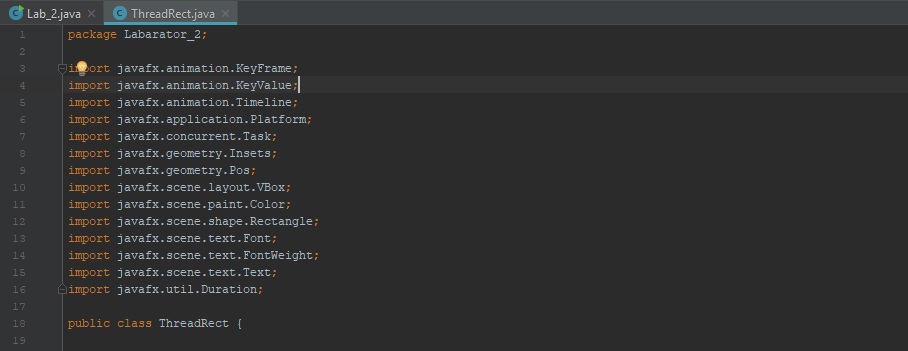 Lab_2.java ThreadRect.java
1 package Labarator_2;
2
3 import javafx.animation.KeyFrame;
4 import javafx.animation.KeyValue;
5 import javafx.animation.Timeline;
6 import javafx.application.Platform;
7 import javafx.concurrent.Task;
8 import javafx.geometry.Insets;
9 import javafx.geometry.Pos;
10 import javafx.scene.layout.VBox;
11 import javafx.scene.paint.Color;
12 import javafx.scene.shape.Rectangle;
13 import javafx.scene.text.Font;
14 import javafx.scene.text.FontWeight;
15 import javafx.scene.text.Text;
16 import javafx.util.Duration;
17
18 public class ThreadRect {
19